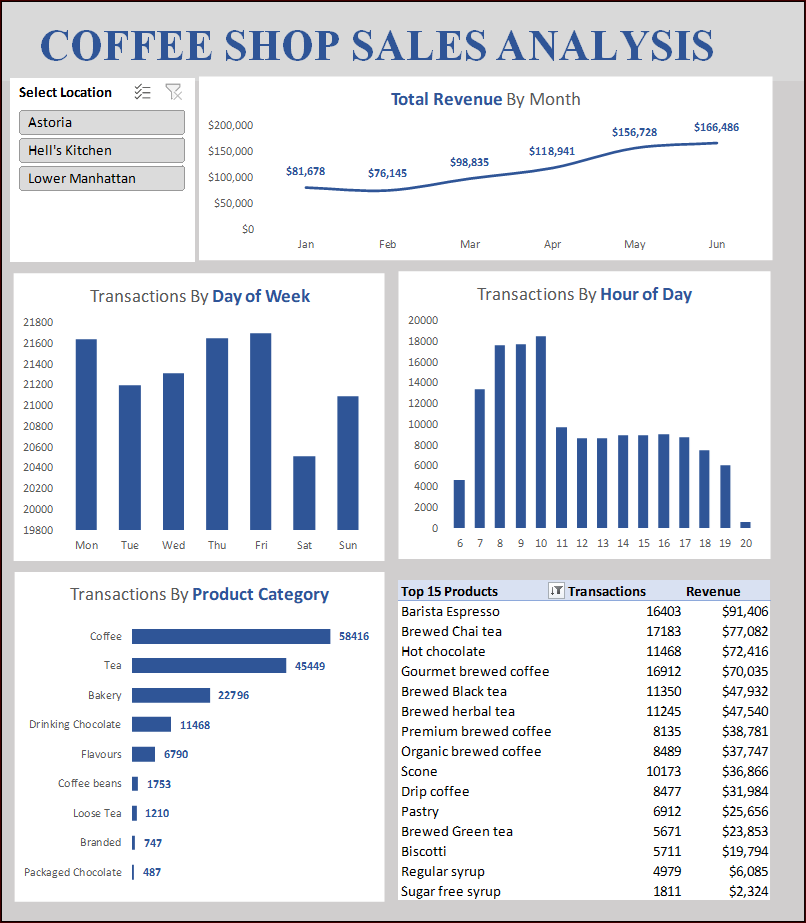 COFFEE SHOP SALES ANALYSIS
Select Location
Astoria
Hell's Kitchen
Lower Manhattan
Total Revenue By Month
$200,000
$150,000
$100,000
$50,000
$0
$81,678
$76,145
$98,835
$118,941
$156,728
$166,486
Jan Feb Mar Apr May Jun
Transactions By Day of Week
21800
21600
21400
21200
21000
20800
20600
20400
20200
20000
19800
Mon Tue Wed Thu Fri Sat Sun
Transactions By Hour of Day
20000
18000
16000
14000
12000
10000
8000
6000
4000
2000
0
6 7 8 9 10 11 12 13 14 15 16 17 18 19 20
Transactions By Product Category
Coffee 58416
Tea 45449
Bakery 22796
Drinking Chocolate 11468
Flavours 6790
Coffee beans 1753
Loose Tea 1210
Branded 747
Packaged Chocolate 487
Top 15 Products Transactions Revenue
Barista Espresso 16403 $91,406
Brewed Chai tea 17183 $77,082
Hot chocolate 11468 $72,416
Gourmet brewed coffee 16912 $70,035
Brewed Black tea 11350 $47,932
Brewed herbal tea 11245 $47,540
Premium brewed coffee 8135 $38,781
Organic brewed coffee 8489 $37,747
Scone 10173 $36,866
Drip coffee 8477 $31,984
Pastry 6912 $25,656
Brewed Green tea 5671 $23,853
Biscotti 5711 $19,794
Regular syrup 4979 $6,085
Sugar free syrup 1811 $2,324